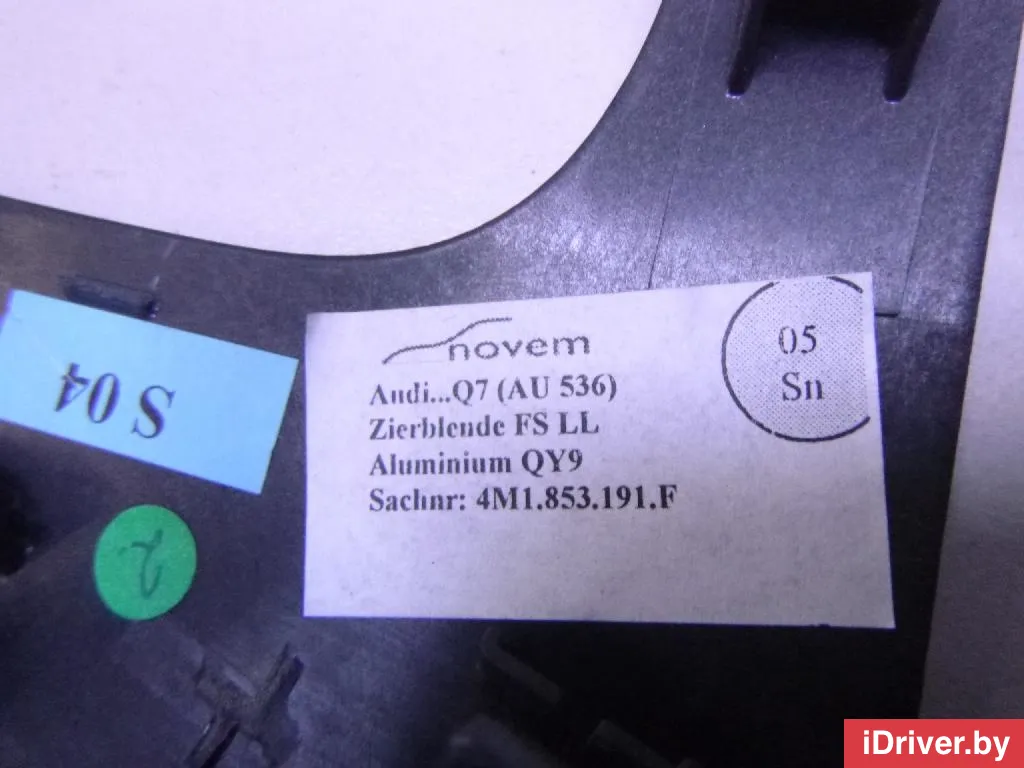 novem
Audi...Q7 (AU 536)
Zierblende FS LL
Aluminium QY9
Sachnr: 4M1.853.191.F
05
Sn
S 04
2
iDriver.by